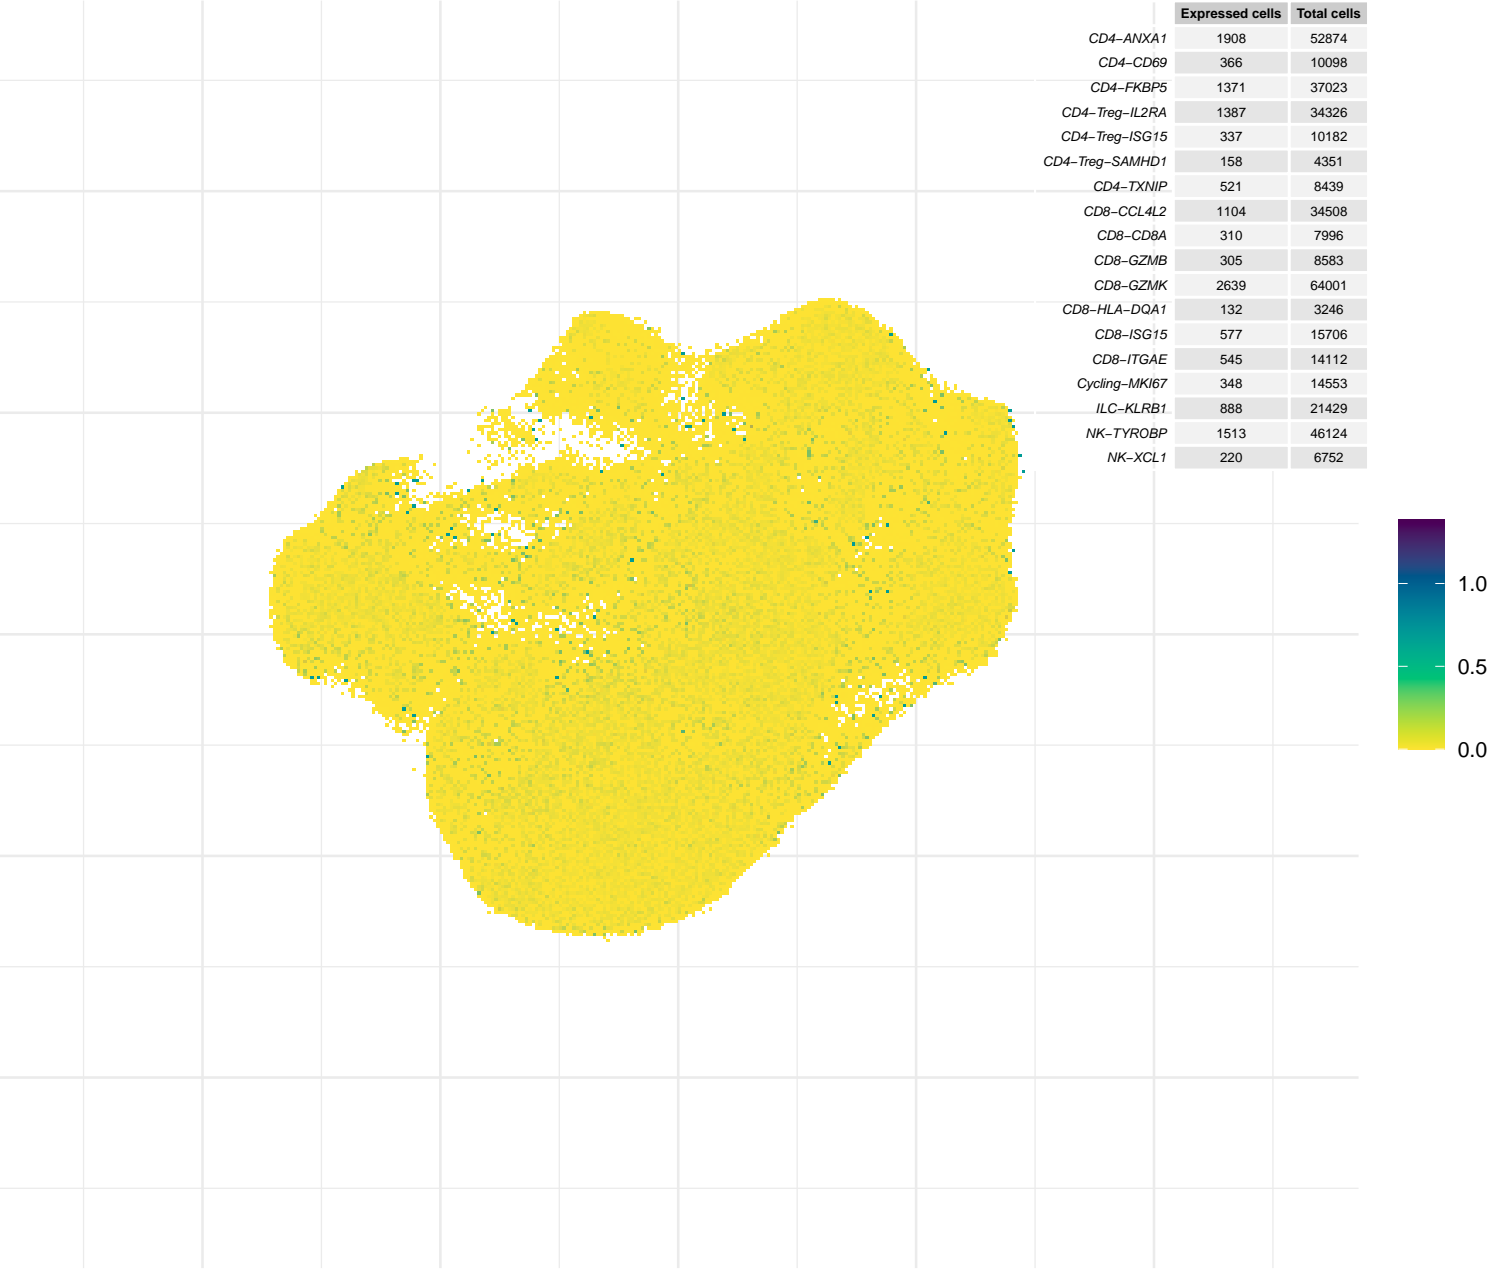 Expressed cells Total cells
CD4−ANXA1 1908 52874
CD4−CD69 366 10098
CD4−FKBP5 1371 37023
CD4−Treg−IL2RA 1387 34326
CD4−Treg−ISG15 337 10182
CD4−Treg−SAMHD1 158 4351
CD4−TXNIP 521 8439
CD8−CCL4L2 1104 34508
CD8−CD8A 310 7996
CD8−GZMB 305 8583
CD8−GZMK 2639 64001
CD8−HLA−DQA1 132 3246
CD8−ISG15 577 15706
CD8−ITGAE 545 14112
Cycling−MKI67 348 14553
ILC−KLRB1 888 21429
NK−TYROBP 1513 46124
NK−XCL1 220 6752
1.0
0.5
0.0